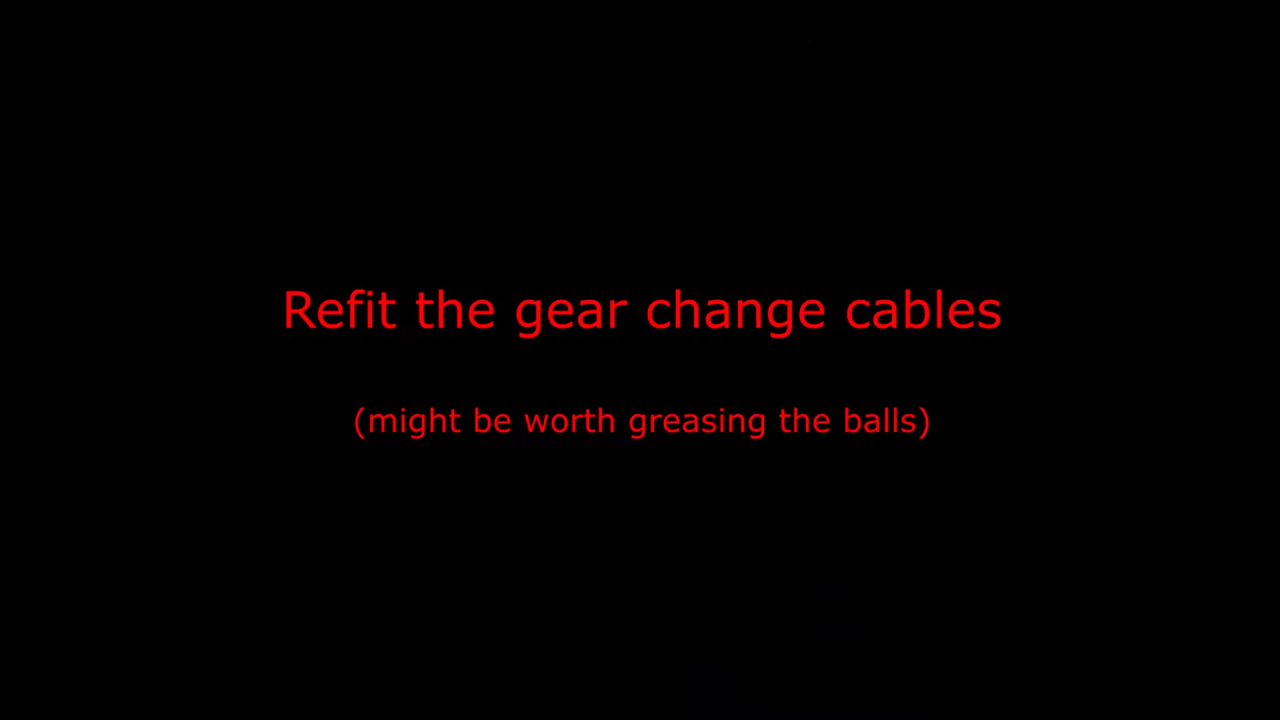 Refit the gear change cables
(might be worth greasing the balls)